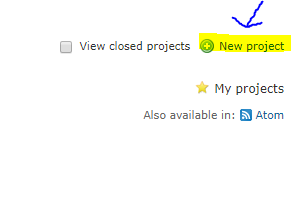 View closed projects New project
My projects
Also available in: Atom